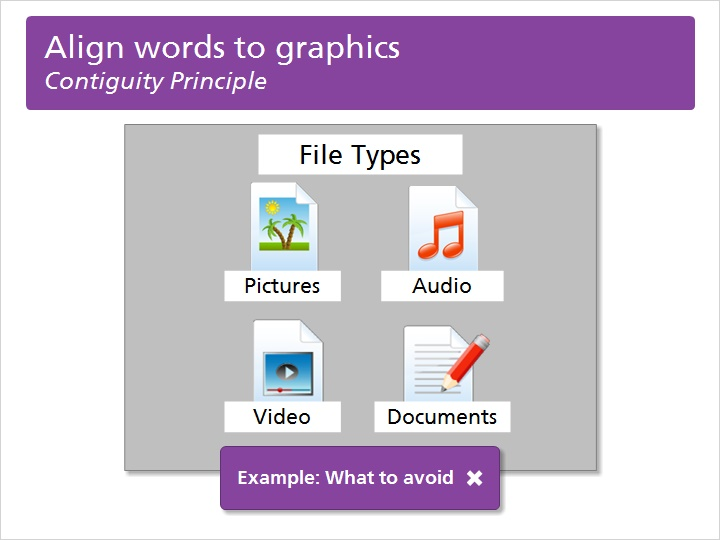 Align words to graphics
Contiguity Principle
File Types
Pictures
Audio
Video
Documents
Example: What to avoid ✖